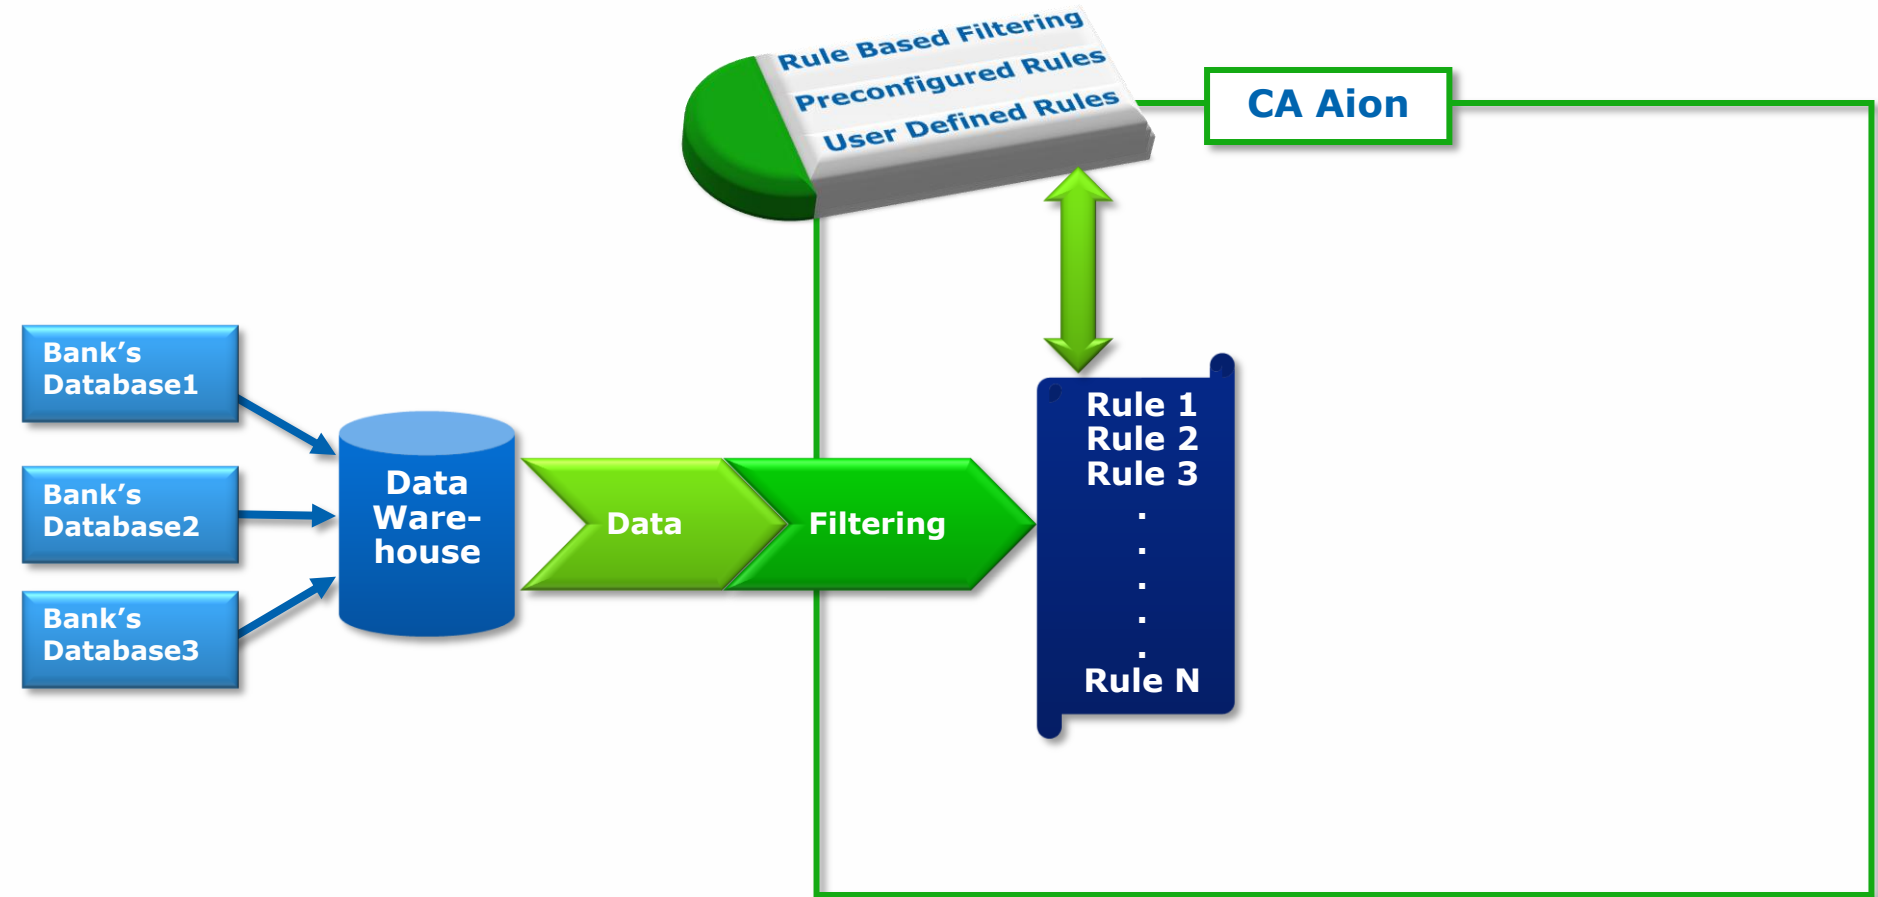 Rule Based Filtering
Preconfigured Rules
User Defined Rules
CA Aion
Bank’s
Database1
Bank’s
Database2
Bank’s
Database3
Data
Ware-
house
Data
Filtering
Rule 1
Rule 2
Rule 3
.
.
.
.
.
Rule N